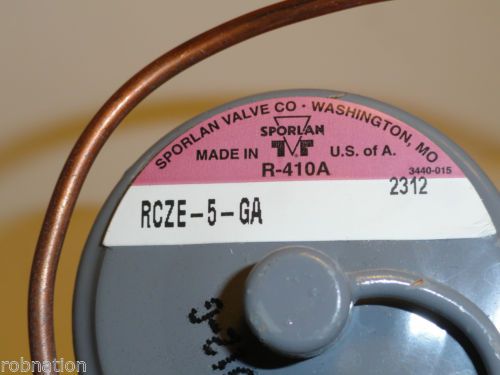 SPORLAN VALVE CO · WASHINGTON, MO
SPORLAN
MADE IN U.S. of A.
R-410A
3440-015
2312
RCZE-5-GA
robnation